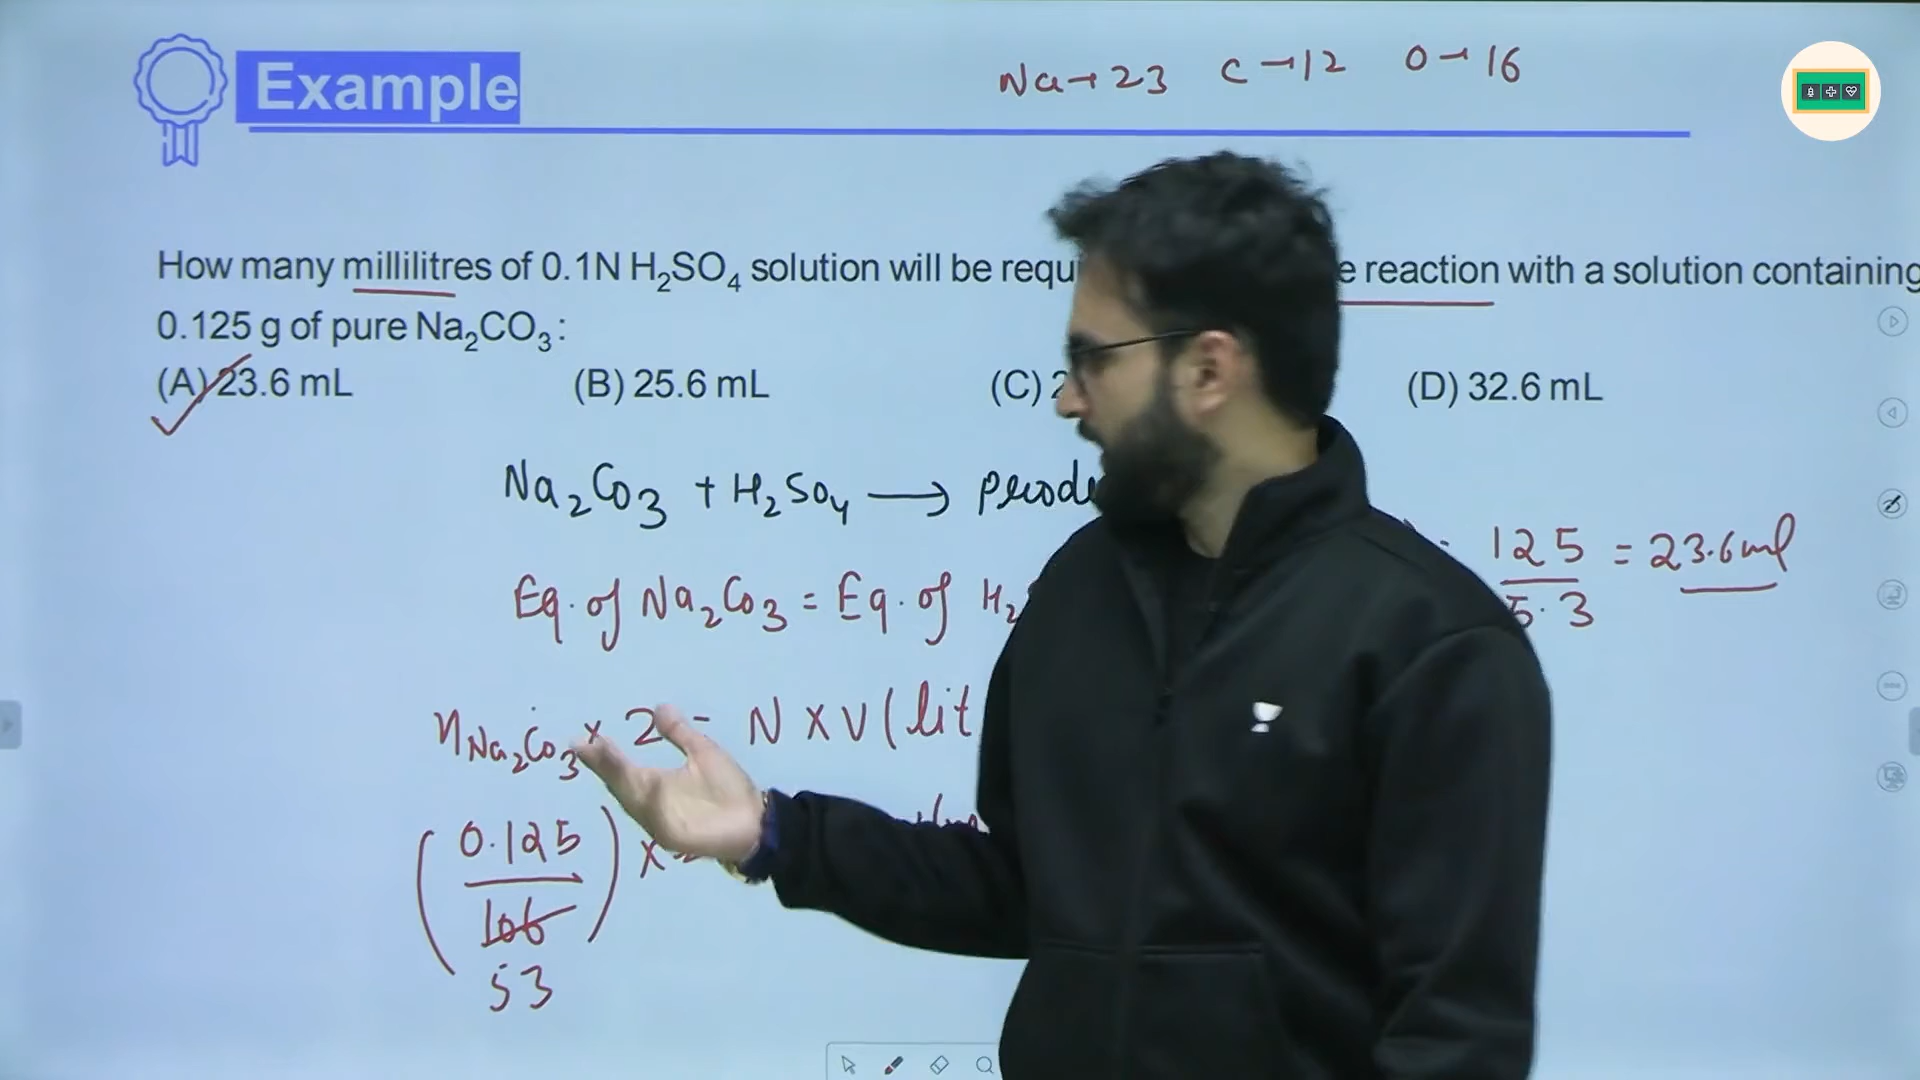 Example
Na→23 C→12 O→16
How many millilitres of 0.1N H₂SO₄ solution will be e reaction with a solution containing
0.125 g of pure Na₂CO₃:
(A) 23.6 mL (B) 25.6 mL (C) 2 (D) 32.6 mL
Na₂CO₃ + H₂SO₄ ⟶
125/5.3 = 23.6ml
Eq. of Na₂CO₃ = Eq. of H₂
nNa₂CO₃ × 2 = N × V(lit
(0.125/106) ×
53